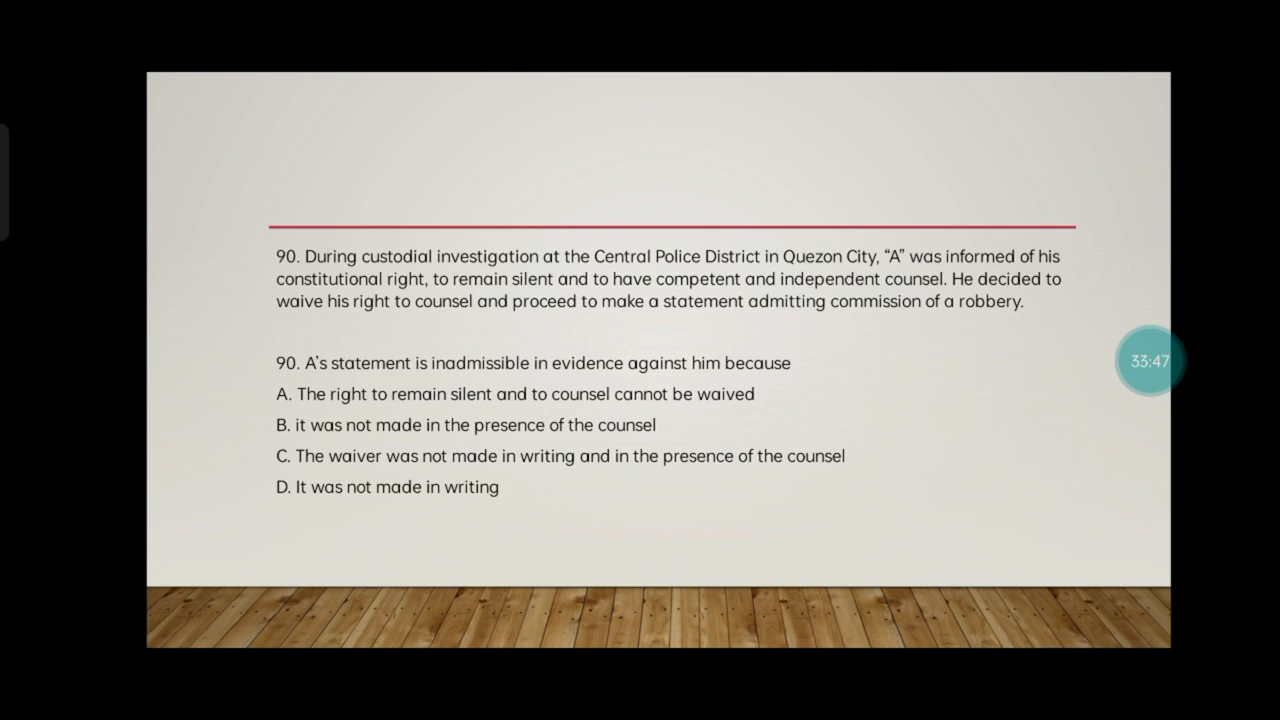 90. During custodial investigation at the Central Police District in Quezon City, “A” was informed of his
constitutional right, to remain silent and to have competent and independent counsel. He decided to
waive his right to counsel and proceed to make a statement admitting commission of a robbery.
90. A’s statement is inadmissible in evidence against him because
A. The right to remain silent and to counsel cannot be waived
B. it was not made in the presence of the counsel
C. The waiver was not made in writing and in the presence of the counsel
D. It was not made in writing
33:47